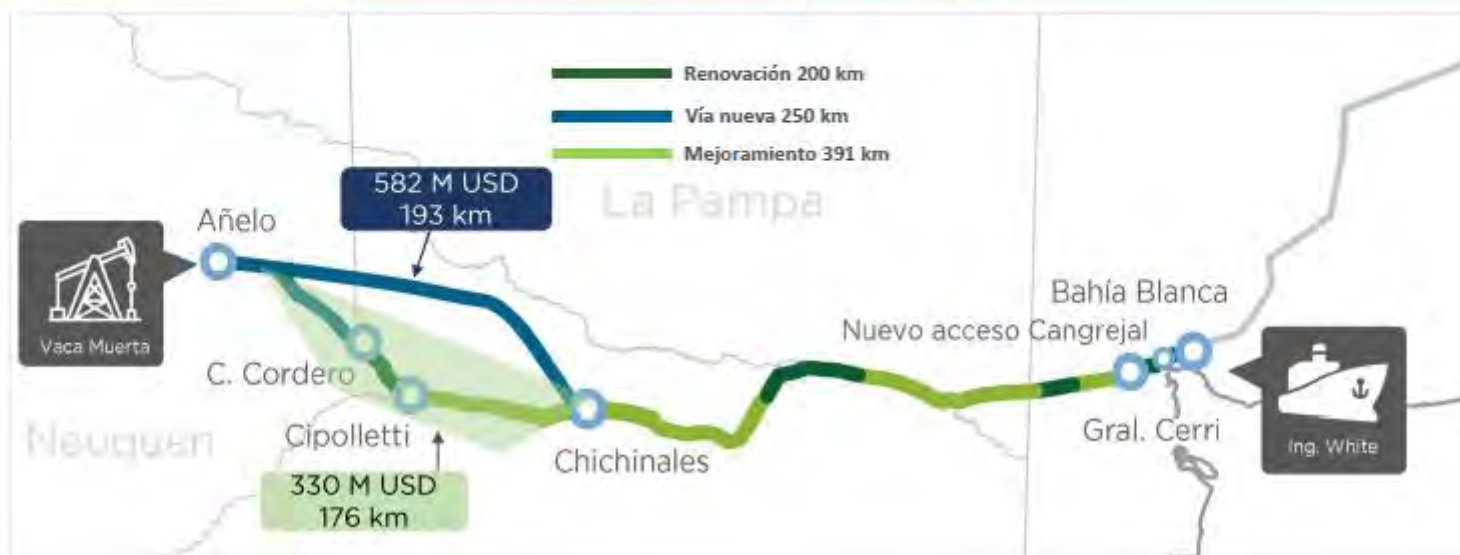 Renovación 200 km
Vía nueva 250 km
Mejoramiento 391 km
582 M USD
193 km
La Pampa
Añelo
Vaca Muerta
Bahía Blanca
Nuevo acceso Cangrejal
C. Cordero
Cipolletti
Neuquen
Chichinales
Gral. Cerri
Ing. White
330 M USD
176 km